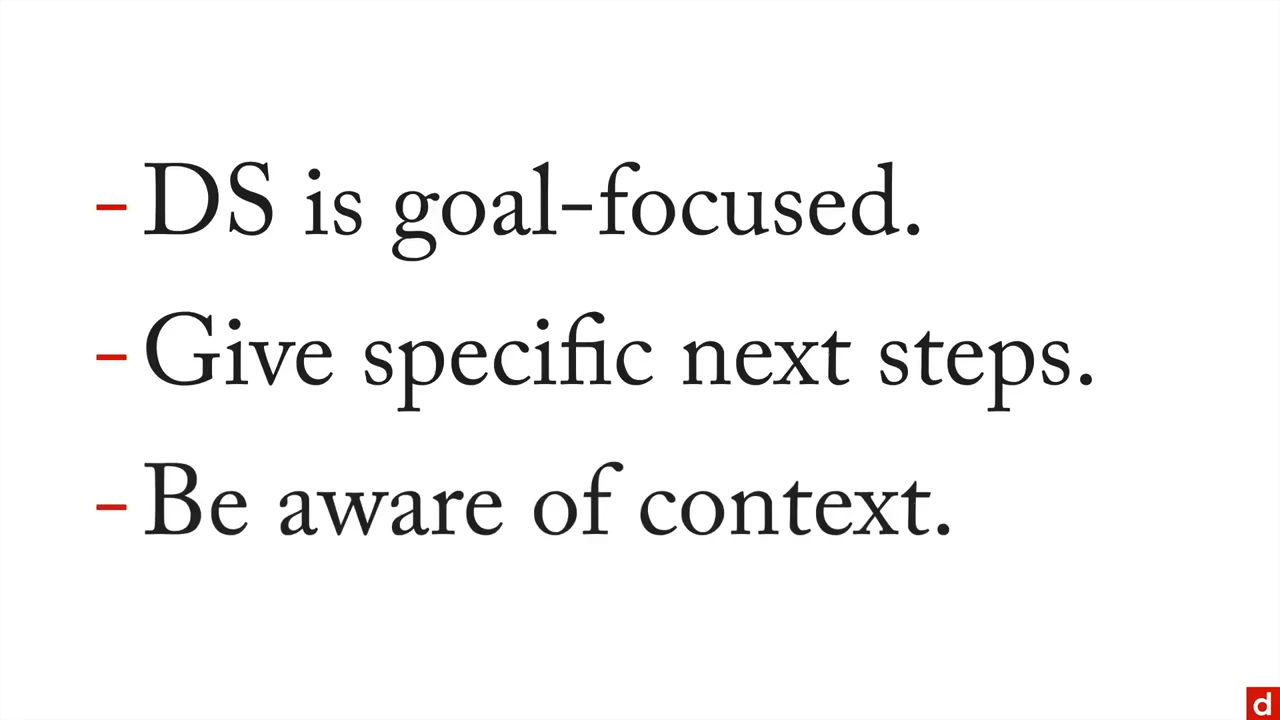 - DS is goal-focused.
- Give specific next steps.
- Be aware of context.
d